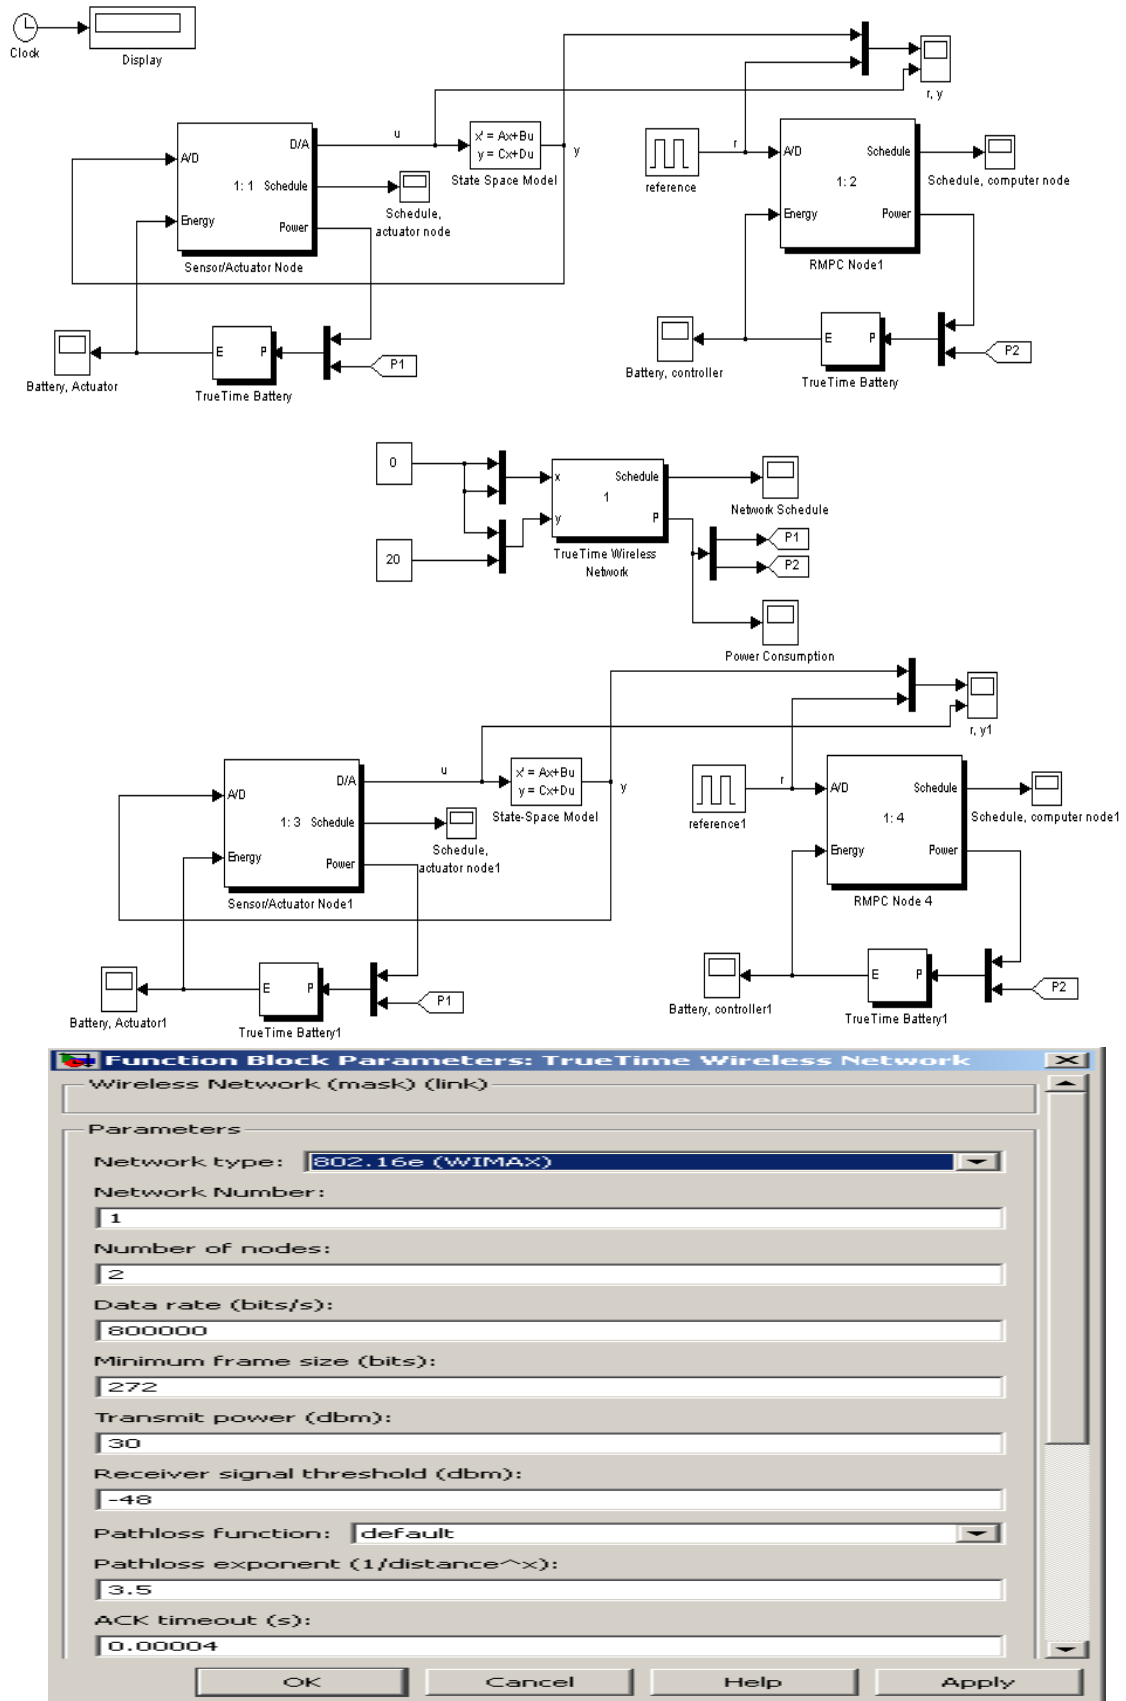 Clock
Display
r, y
u
A/D
D/A
1: 1
Schedule
Energy
Power
Sensor/Actuator Node
x' = Ax+Bu
y = Cx+Du
State Space Model
y
Schedule,
actuator node
reference
r
A/D
Schedule
1: 2
Energy
Power
RMPC Node1
Schedule, computer node
Battery, Actuator
E
P
TrueTime Battery
P1
Battery, controller
E
P
TrueTime Battery
P2
0
20
x
Schedule
1
y
P
TrueTime Wireless
Network
Network Schedule
P1
P2
Power Consumption
r, y1
u
A/D
D/A
1: 3
Schedule
Energy
Power
Sensor/Actuator Node1
x' = Ax+Bu
y = Cx+Du
State-Space Model
y
Schedule,
actuator node1
reference1
r
A/D
Schedule
1: 4
Energy
Power
RMPC Node 4
Schedule, computer node1
Battery, Actuator1
E
P
TrueTime Battery1
P1
Battery, controller1
E
P
TrueTime Battery1
P2
Function Block Parameters: TrueTime Wireless Network
Wireless Network (mask) (link)
Parameters
Network type: 802.16e (WIMAX)
Network Number:
1
Number of nodes:
2
Data rate (bits/s):
800000
Minimum frame size (bits):
272
Transmit power (dbm):
30
Receiver signal threshold (dbm):
-48
Pathloss function: default
Pathloss exponent (1/distance^x):
3.5
ACK timeout (s):
0.00004
OK
Cancel
Help
Apply